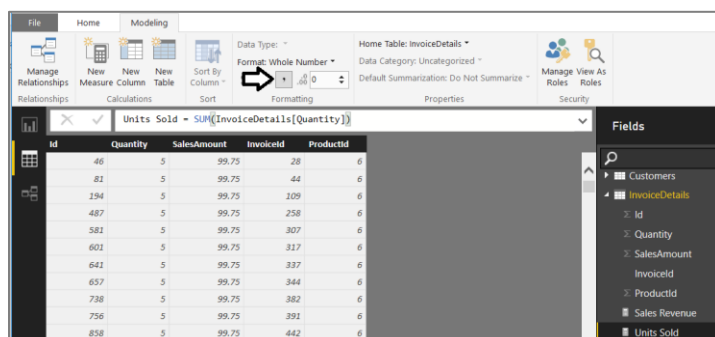 File Home Modeling
Data Type:
Home Table: InvoiceDetails
Format: Whole Number
Data Category: Uncategorized
, .00 0
Default Summarization: Do Not Summarize
Manage Relationships
New Measure
New Column
New Table
Sort By Column
Manage Roles
View As Roles
Relationships Calculations Sort Formatting Properties Security
Units Sold = SUM(InvoiceDetails[Quantity])
Fields
Id Quantity SalesAmount InvoiceId ProductId
46 5 99.75 28 6
81 5 99.75 44 6
194 5 99.75 109 6
487 5 99.75 258 6
581 5 99.75 307 6
601 5 99.75 317 6
641 5 99.75 337 6
657 5 99.75 344 6
738 5 99.75 382 6
756 5 99.75 391 6
858 5 99.75 442 6
Customers
InvoiceDetails
Σ Id
Σ Quantity
Σ SalesAmount
InvoiceId
Σ ProductId
Sales Revenue
Units Sold